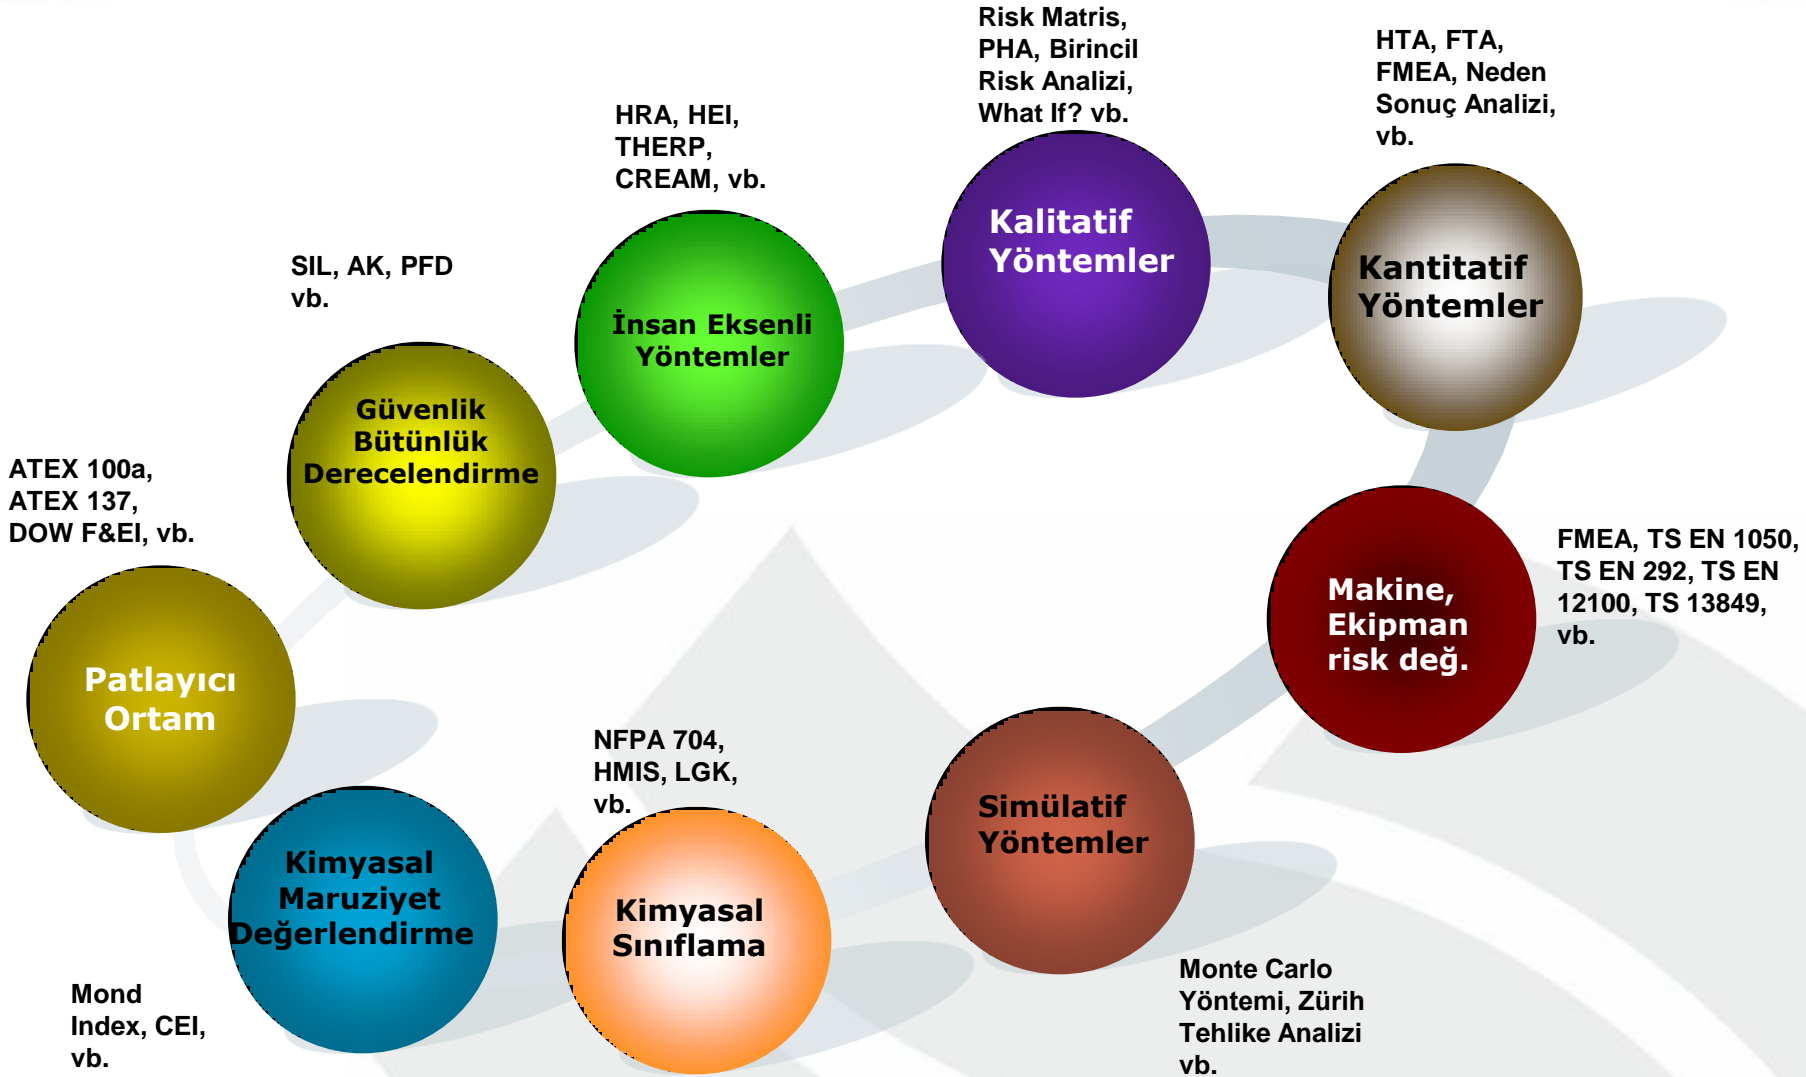 Risk Matris,
PHA, Birincil
Risk Analizi,
What If? vb.
HTA, FTA,
FMEA, Neden
Sonuç Analizi,
vb.
HRA, HEI,
THERP,
CREAM, vb.
Kalitatif
Yöntemler
Kantitatif
Yöntemler
SIL, AK, PFD
vb.
İnsan Eksenli
Yöntemler
Güvenlik
Bütünlük
Derecelendirme
ATEX 100a,
ATEX 137,
DOW F&EI, vb.
FMEA, TS EN 1050,
TS EN 292, TS EN
12100, TS 13849,
vb.
Makine,
Ekipman
risk değ.
Patlayıcı
Ortam
NFPA 704,
HMIS, LGK,
vb.
Simülatif
Yöntemler
Kimyasal
Maruziyet
Değerlendirme
Kimyasal
Sınıflama
Mond
Index, CEI,
vb.
Monte Carlo
Yöntemi, Zürih
Tehlike Analizi
vb.